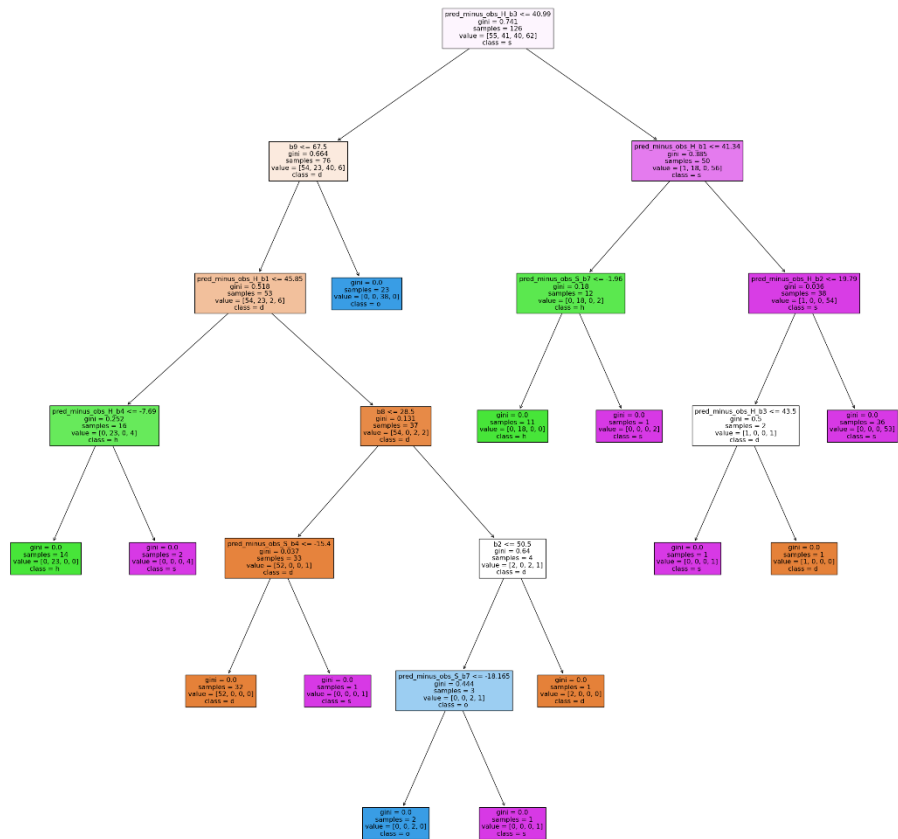 pred_minus_obs_H_b3 <= 40.99
gini = 0.741
samples = 126
value = [55, 41, 40, 62]
class = s
b9 <= 67.5
gini = 0.664
samples = 76
value = [54, 23, 40, 6]
class = d
pred_minus_obs_H_b1 <= 41.34
gini = 0.385
samples = 50
value = [1, 18, 0, 56]
class = s
pred_minus_obs_H_b1 <= 45.85
gini = 0.518
samples = 53
value = [54, 23, 2, 6]
class = d
gini = 0.0
samples = 23
value = [0, 0, 38, 0]
class = o
pred_minus_obs_S_b7 <= -1.96
gini = 0.18
samples = 12
value = [0, 18, 0, 2]
class = h
pred_minus_obs_H_b2 <= 19.79
gini = 0.036
samples = 38
value = [1, 0, 0, 54]
class = s
pred_minus_obs_H_b4 <= -7.69
gini = 0.252
samples = 16
value = [0, 23, 0, 4]
class = h
b8 <= 28.5
gini = 0.131
samples = 37
value = [54, 0, 2, 2]
class = d
gini = 0.0
samples = 11
value = [0, 18, 0, 0]
class = h
gini = 0.0
samples = 1
value = [0, 0, 0, 2]
class = s
pred_minus_obs_H_b3 <= 43.5
gini = 0.5
samples = 2
value = [1, 0, 0, 1]
class = d
gini = 0.0
samples = 36
value = [0, 0, 0, 53]
class = s
gini = 0.0
samples = 14
value = [0, 23, 0, 0]
class = h
gini = 0.0
samples = 2
value = [0, 0, 0, 4]
class = s
pred_minus_obs_S_b4 <= -15.4
gini = 0.037
samples = 33
value = [52, 0, 0, 1]
class = d
b2 <= 50.5
gini = 0.64
samples = 4
value = [2, 0, 2, 1]
class = d
gini = 0.0
samples = 1
value = [0, 0, 0, 1]
class = s
gini = 0.0
samples = 1
value = [1, 0, 0, 0]
class = d
gini = 0.0
samples = 32
value = [52, 0, 0, 0]
class = d
gini = 0.0
samples = 1
value = [0, 0, 0, 1]
class = s
pred_minus_obs_S_b7 <= -18.165
gini = 0.444
samples = 3
value = [0, 0, 2, 1]
class = o
gini = 0.0
samples = 1
value = [2, 0, 0, 0]
class = d
gini = 0.0
samples = 2
value = [0, 0, 2, 0]
class = o
gini = 0.0
samples = 1
value = [0, 0, 0, 1]
class = s